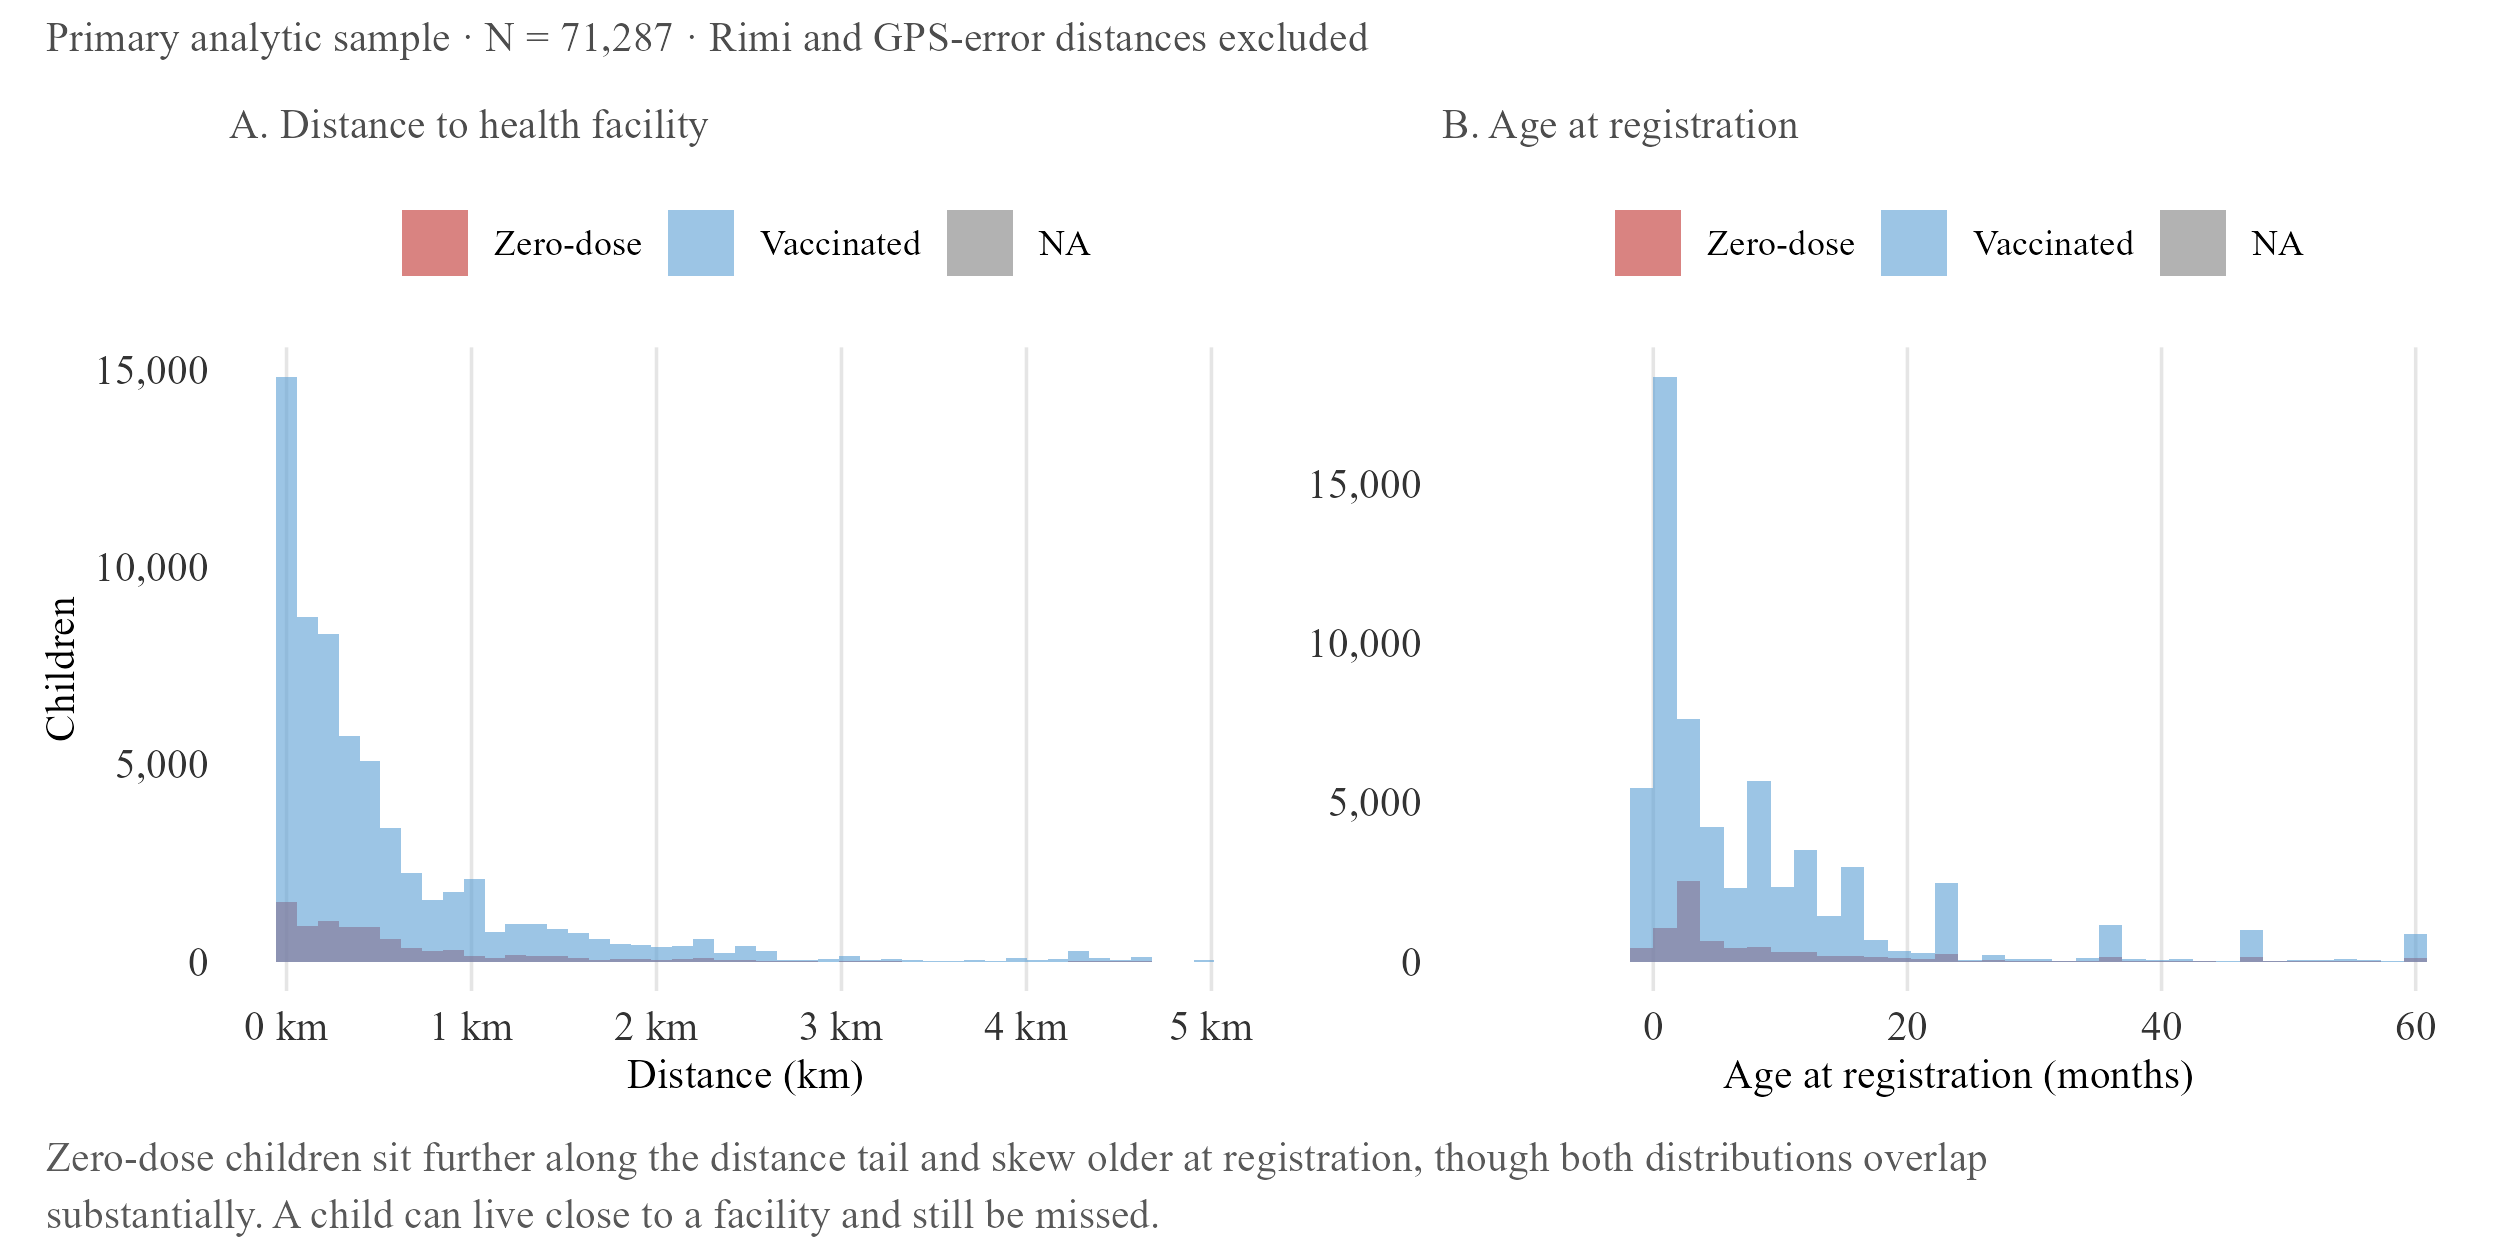 Primary analytic sample · N = 71,287 · Rimi and GPS-error distances excluded
A. Distance to health facility
Zero-dose Vaccinated NA
Children
15,000
10,000
5,000
0
0 km 1 km 2 km 3 km 4 km 5 km
Distance (km)
B. Age at registration
Zero-dose Vaccinated NA
15,000
10,000
5,000
0
0 20 40 60
Age at registration (months)
Zero-dose children sit further along the distance tail and skew older at registration, though both distributions overlap
substantially. A child can live close to a facility and still be missed.